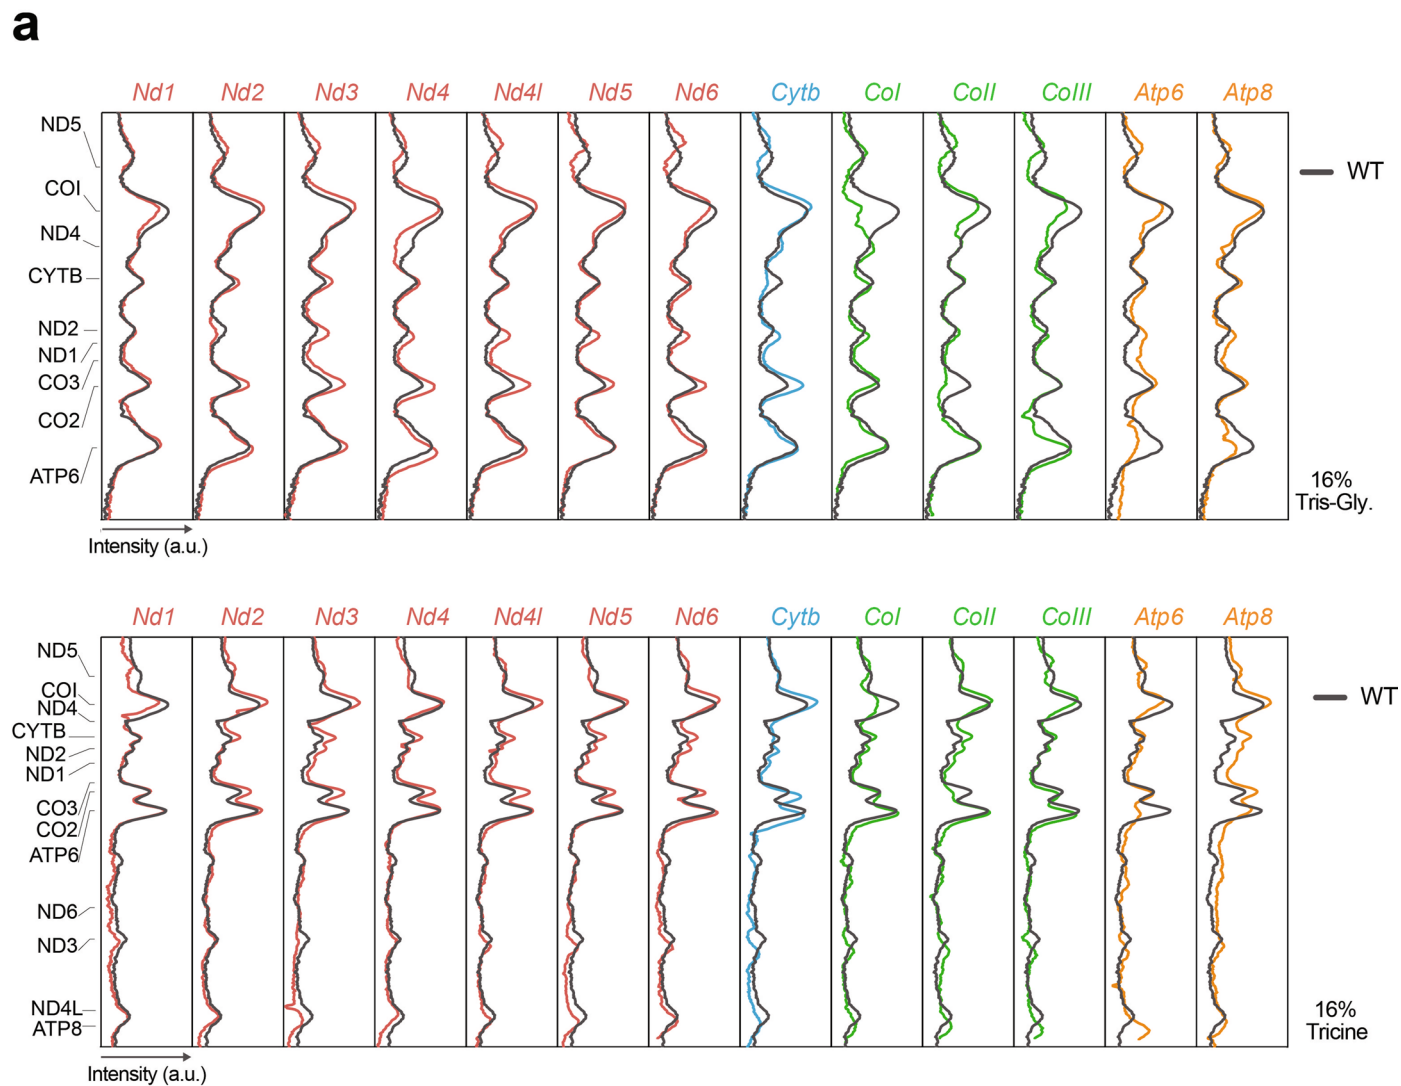 a
Nd1 Nd2 Nd3 Nd4 Nd4l Nd5 Nd6 Cytb CoI CoII CoIII Atp6 Atp8
ND5
COI
ND4
CYTB
ND2
ND1
CO3
CO2
ATP6
WT
16%
Tris-Gly.
Intensity (a.u.)
Nd1 Nd2 Nd3 Nd4 Nd4l Nd5 Nd6 Cytb CoI CoII CoIII Atp6 Atp8
ND5
COI
ND4
CYTB
ND2
ND1
CO3
CO2
ATP6
ND6
ND3
ND4L
ATP8
WT
16%
Tricine
Intensity (a.u.)